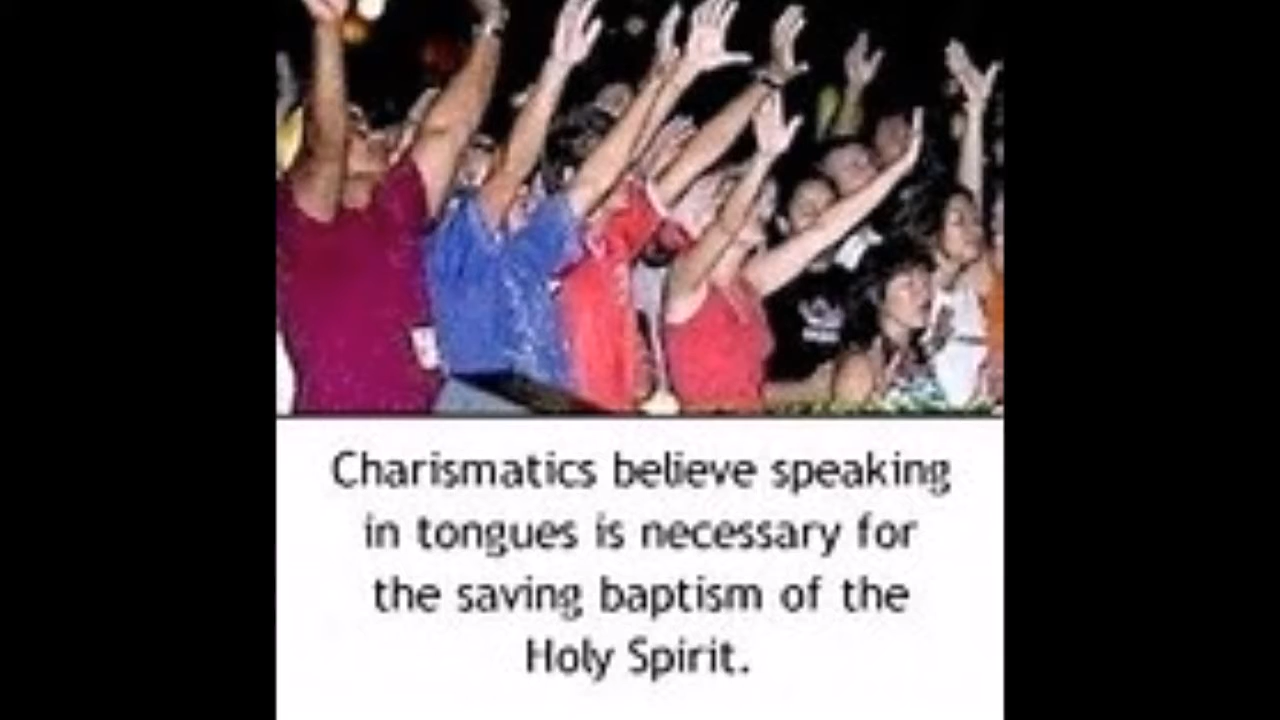 Charismatics believe speaking
in tongues is necessary for
the saving baptism of the
Holy Spirit.